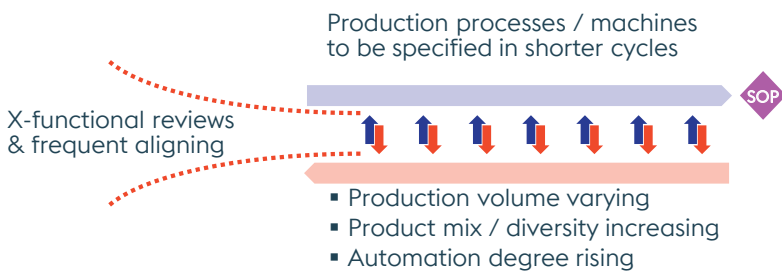 Production processes / machines
to be specified in shorter cycles
SOP
X-functional reviews
& frequent aligning
▪ Production volume varying
▪ Product mix / diversity increasing
▪ Automation degree rising